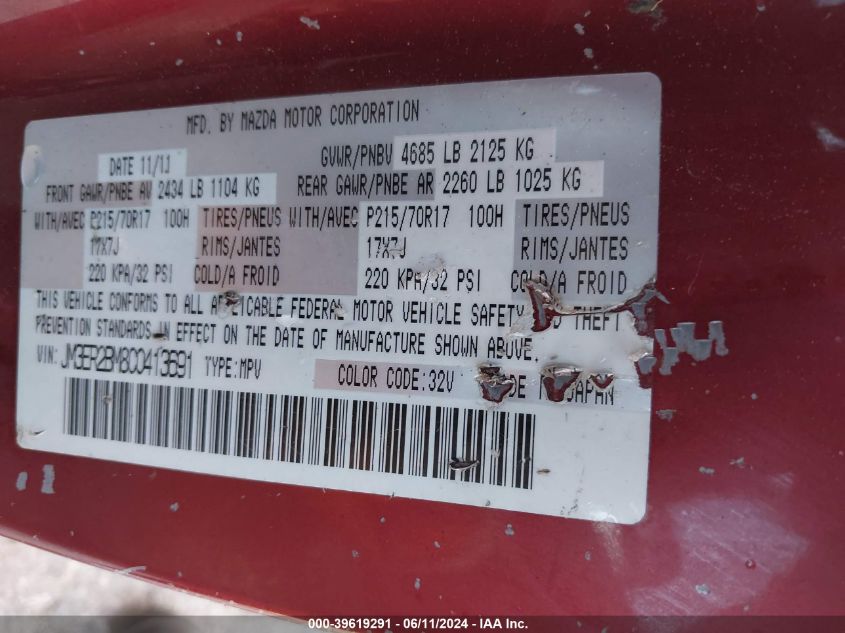 MFD. BY MAZDA MOTOR CORPORATION
DATE 11/11 GVWR/PNBV 4685 LB 2125 KG
FRONT GAWR/PNBE AV 2434 LB 1104 KG REAR GAWR/PNBE AR 2260 LB 1025 KG
WITH/AVEC P215/70R17 100H TIRES/PNEUS WITH/AVEC P215/70R17 100H TIRES/PNEUS
17X7J RIMS/JANTES 17X7J RIMS/JANTES
220 KPA/32 PSI COLD/A FROID 220 KPA/32 PSI COLD/A FROID
THIS VEHICLE CONFORMS TO ALL APPLICABLE FEDERAL MOTOR VEHICLE SAFETY THEFT
PREVENTION STANDARDS IN EFFECT ON THE DATE OF MANUFACTURE SHOWN ABOVE.
VIN: JM3ER2BM8C0413691 TYPE:MPV COLOR CODE:32V JAPAN
000-39619291 - 06/11/2024 - IAA Inc.